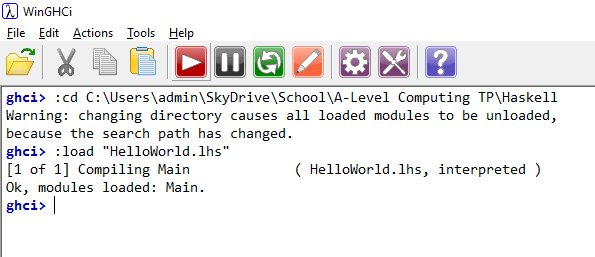 WinGHCi
File Edit Actions Tools Help
ghci> :cd C:\Users\admin\SkyDrive\School\A-Level Computing TP\Haskell
Warning: changing directory causes all loaded modules to be unloaded,
because the search path has changed.
ghci> :load "HelloWorld.lhs"
[1 of 1] Compiling Main             ( HelloWorld.lhs, interpreted )
Ok, modules loaded: Main.
ghci>